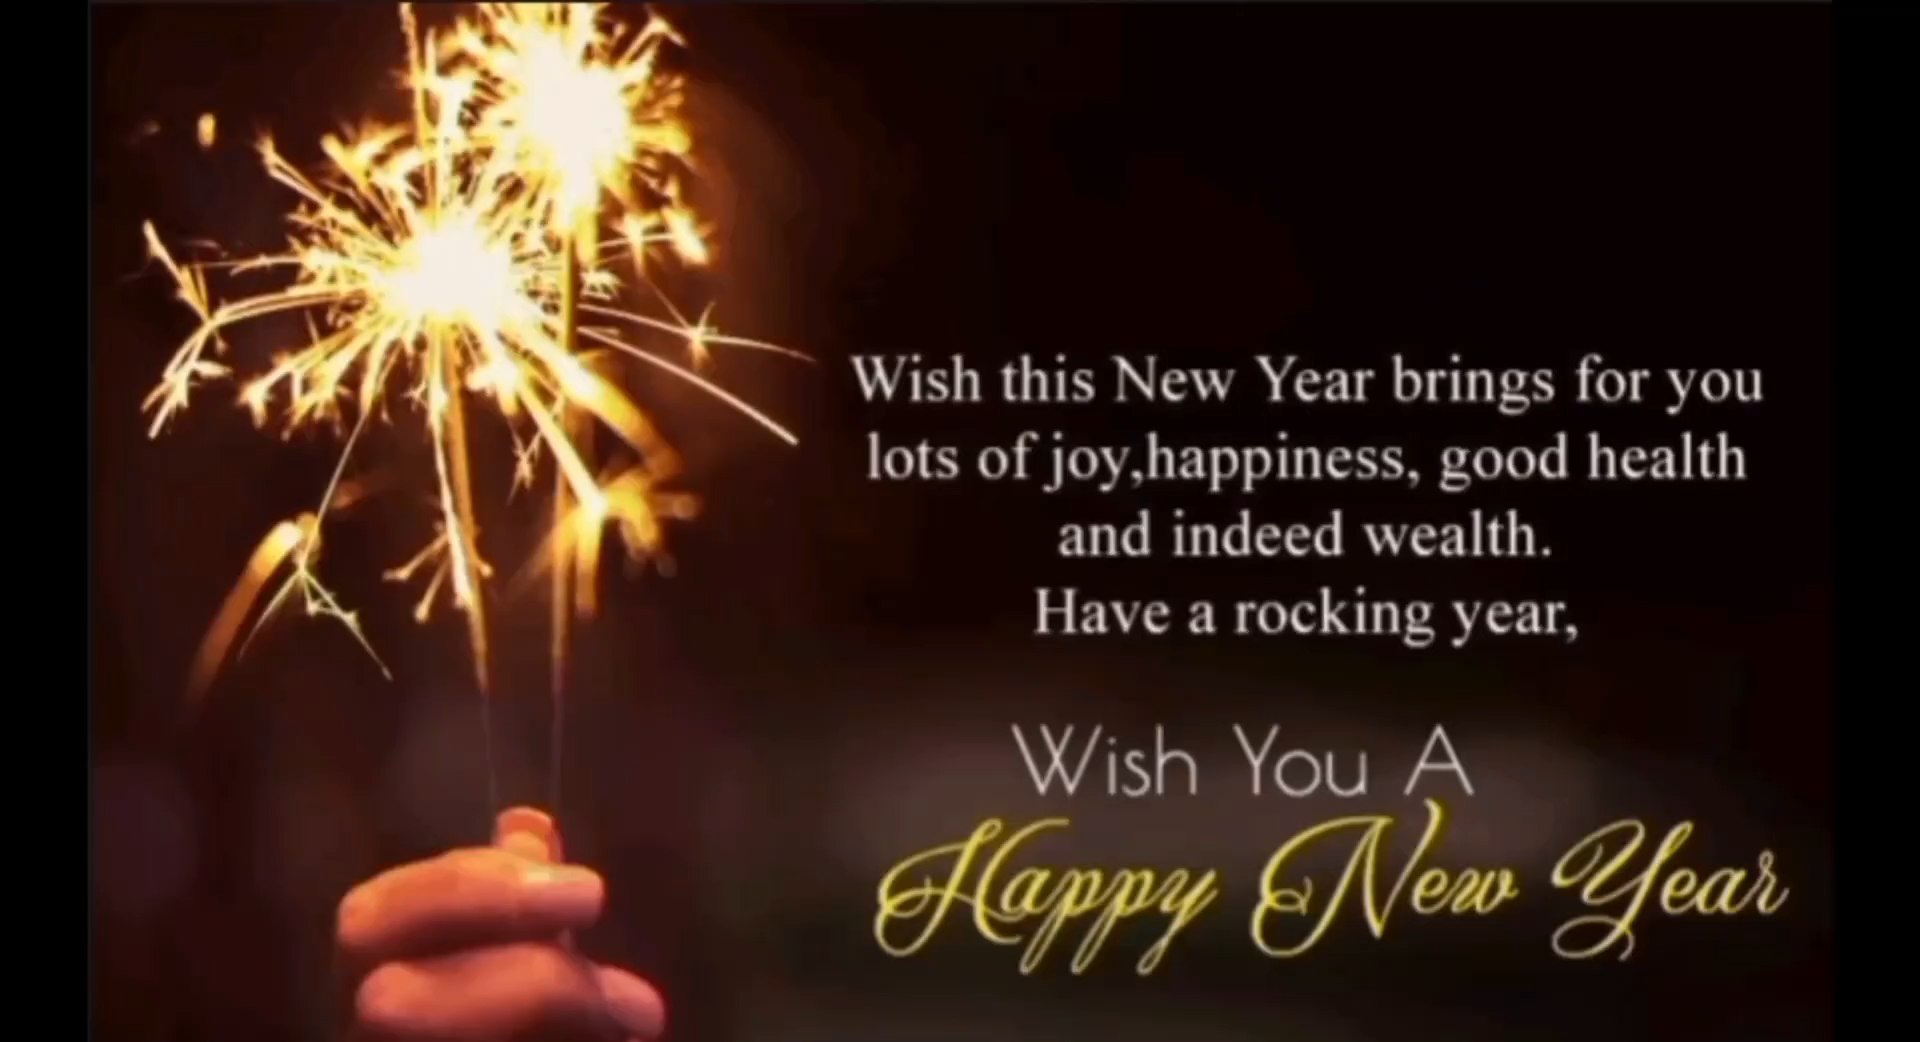 Wish this New Year brings for you
lots of joy,happiness, good health
and indeed wealth.
Have a rocking year,
Wish You A
Happy New Year